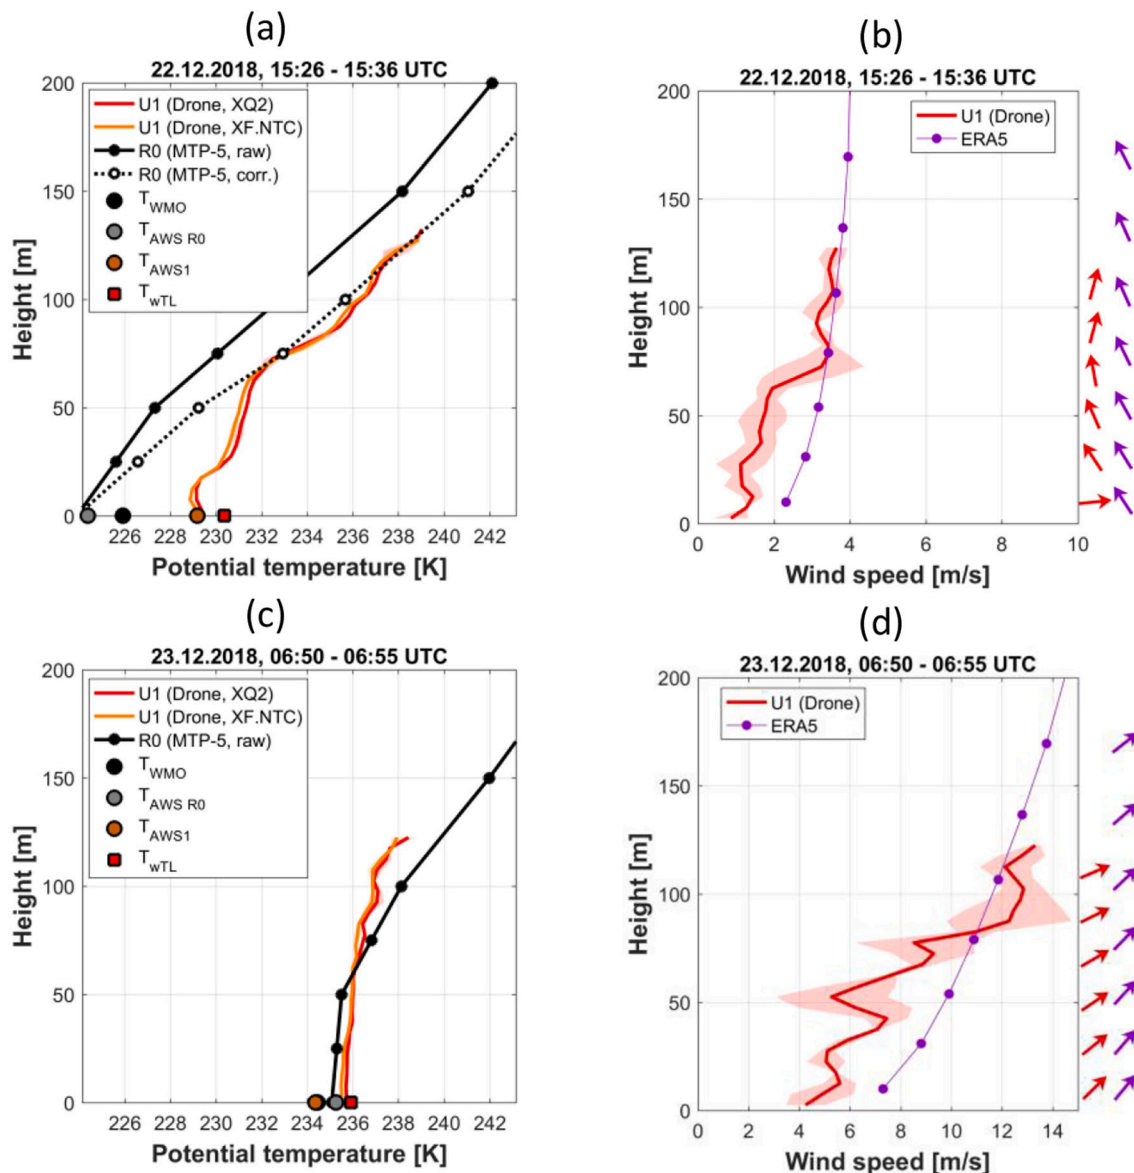 (a)
22.12.2018, 15:26 - 15:36 UTC
200
150
100
50
0
Height [m]
U1 (Drone, XQ2)
U1 (Drone, XF.NTC)
R0 (MTP-5, raw)
R0 (MTP-5, corr.)
T_WMO
T_AWS R0
T_AWS1
T_wTL
226 228 230 232 234 236 238 240 242
Potential temperature [K]
(b)
22.12.2018, 15:26 - 15:36 UTC
200
150
100
50
0
Height [m]
U1 (Drone)
ERA5
0 2 4 6 8 10
Wind speed [m/s]
(c)
23.12.2018, 06:50 - 06:55 UTC
200
150
100
50
0
Height [m]
U1 (Drone, XQ2)
U1 (Drone, XF.NTC)
R0 (MTP-5, raw)
T_WMO
T_AWS R0
T_AWS1
T_wTL
226 228 230 232 234 236 238 240 242
Potential temperature [K]
(d)
23.12.2018, 06:50 - 06:55 UTC
200
150
100
50
0
Height [m]
U1 (Drone)
ERA5
0 2 4 6 8 10 12 14
Wind speed [m/s]